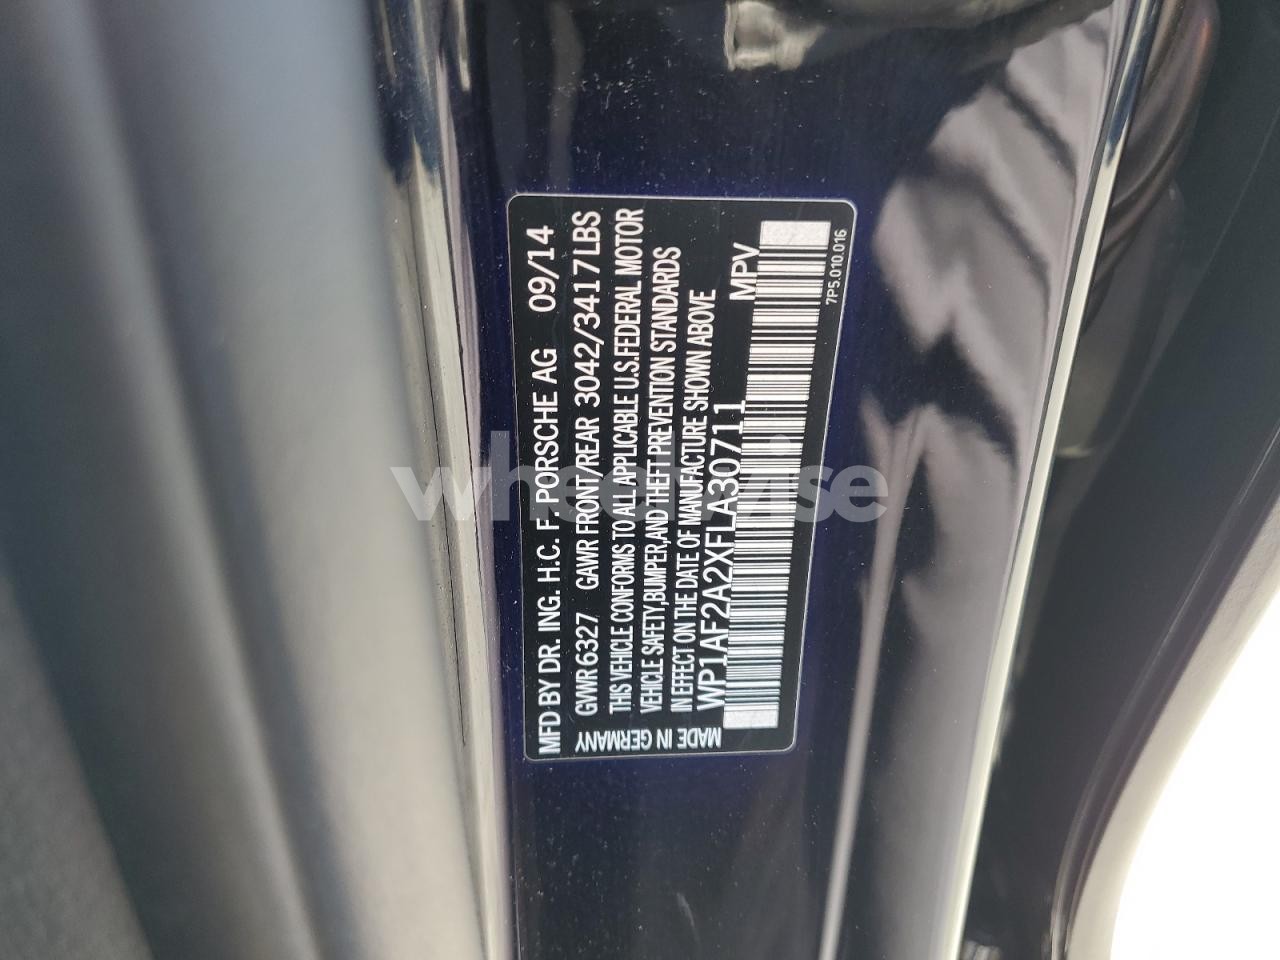 MFD BY DR. ING. H.C. F. PORSCHE AG 09/14
GVWR 6327 GAWR FRONT/REAR 3042/3417LBS
THIS VEHICLE CONFORMS TO ALL APPLICABLE U.S.FEDERAL MOTOR
VEHICLE SAFETY,BUMPER,AND THEFT PREVENTION STANDARDS
IN EFFECT ON THE DATE OF MANUFACTURE SHOWN ABOVE
WP1AF2A2XFLA30711 MPV
MADE IN GERMANY
7P5.010.016
wheelwise